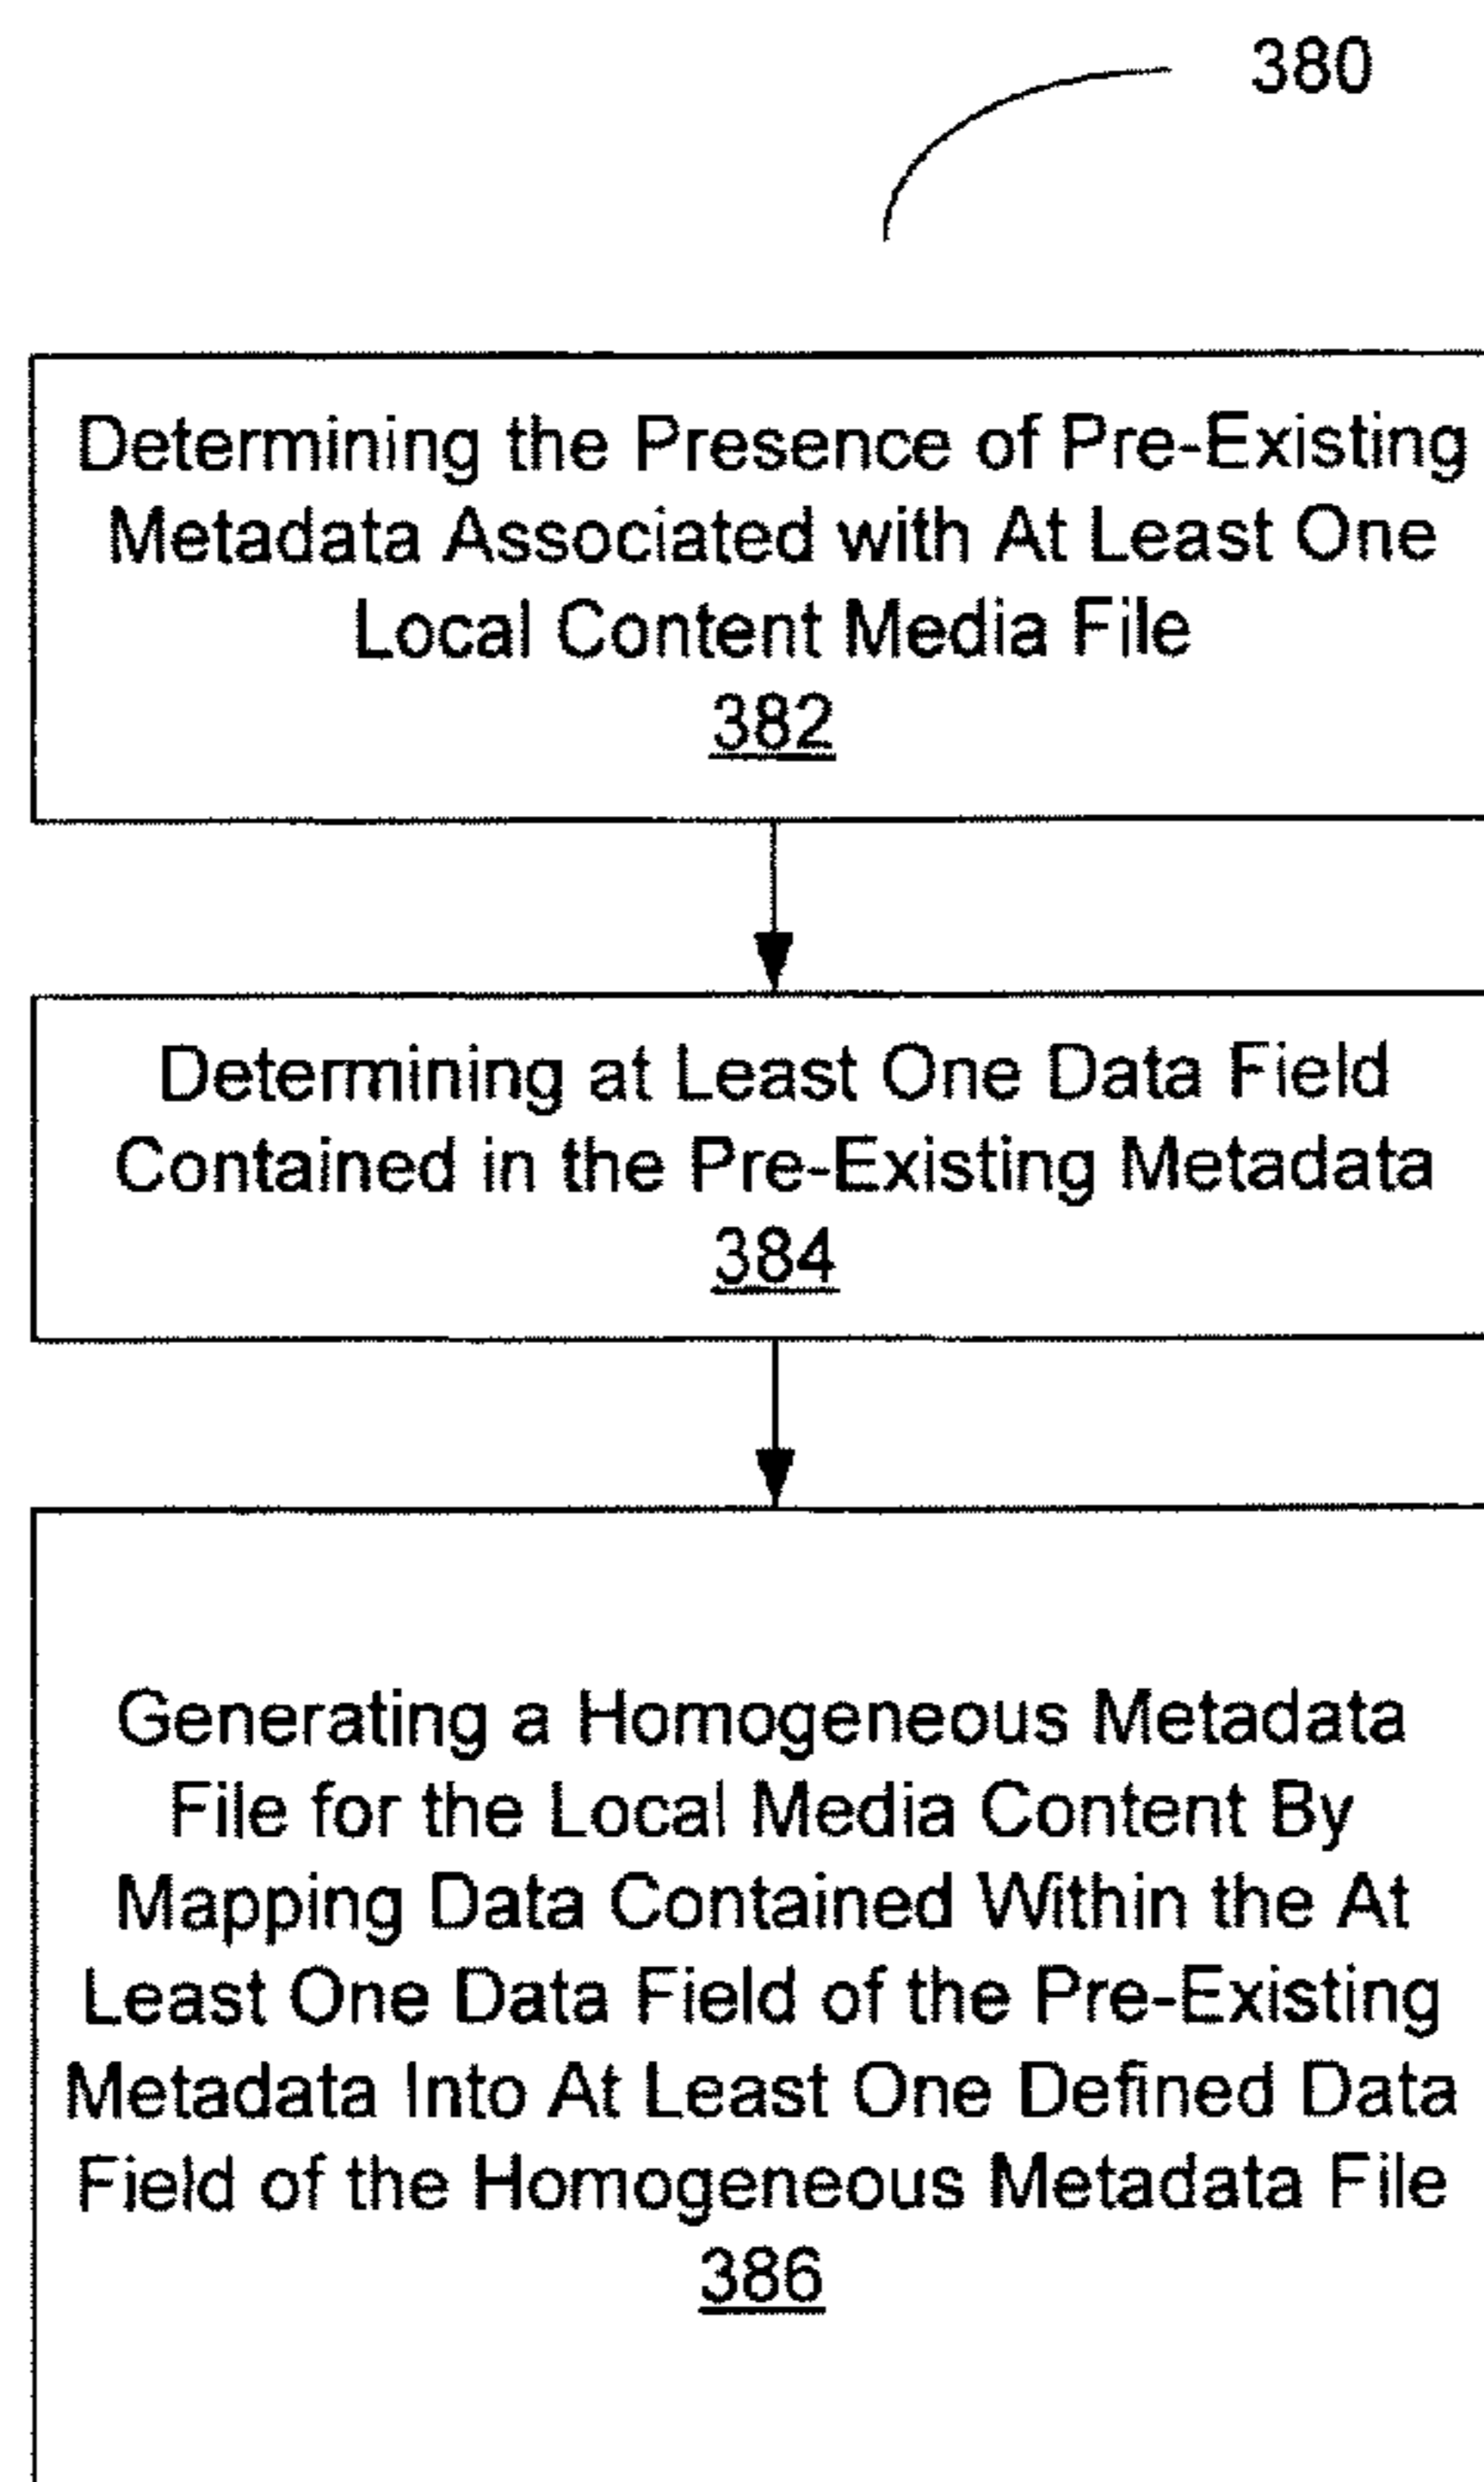 380
Determining the Presence of Pre-Existing
Metadata Associated with At Least One
Local Content Media File
382
Determining at Least One Data Field
Contained in the Pre-Existing Metadata
384
Generating a Homogeneous Metadata
File for the Local Media Content By
Mapping Data Contained Within the At
Least One Data Field of the Pre-Existing
Metadata Into At Least One Defined Data
Field of the Homogeneous Metadata File
386